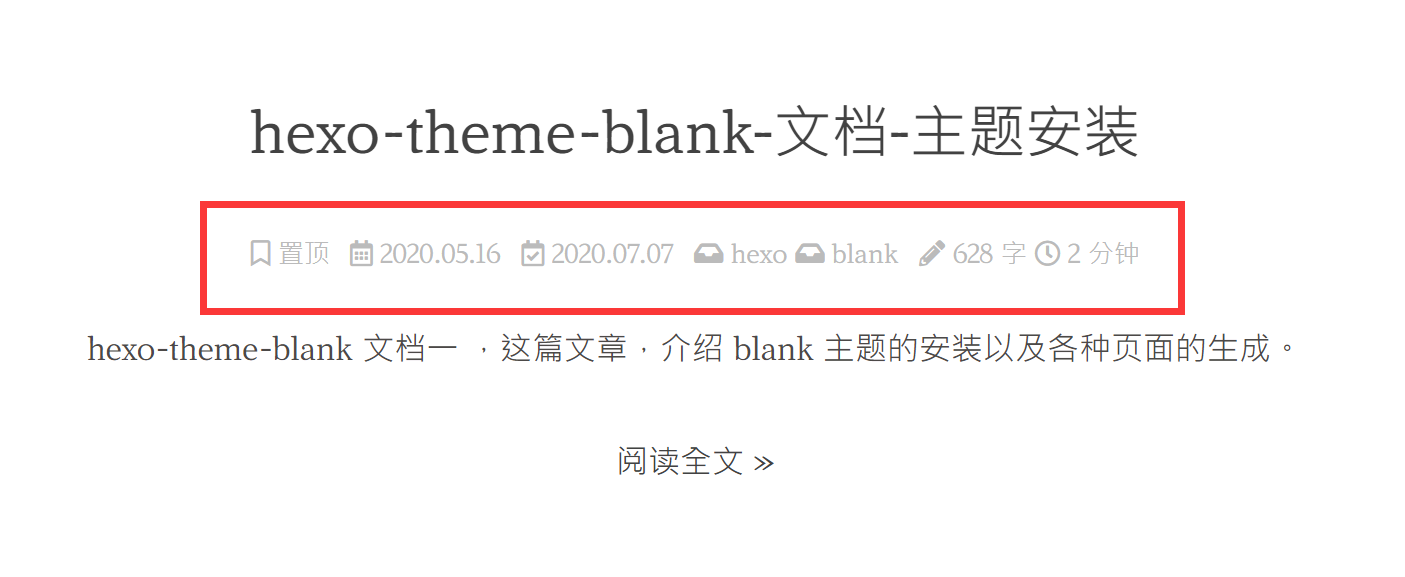 hexo-theme-blank-文档-主题安装
置顶 2020.05.16 2020.07.07 hexo blank 628 字 2 分钟
hexo-theme-blank 文档一 ，这篇文章，介绍 blank 主题的安装以及各种页面的生成。
阅读全文 »